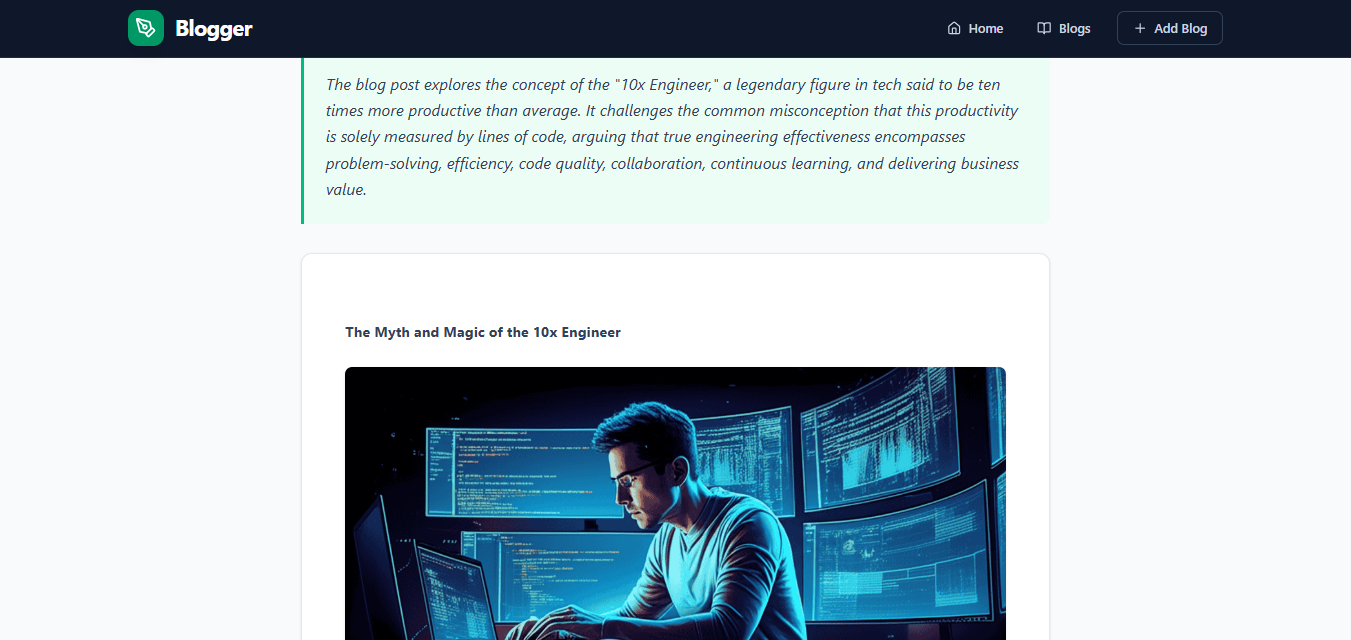 Blogger
Home
Blogs
Add Blog
The blog post explores the concept of the "10x Engineer," a legendary figure in tech said to be ten
times more productive than average. It challenges the common misconception that this productivity
is solely measured by lines of code, arguing that true engineering effectiveness encompasses
problem-solving, efficiency, code quality, collaboration, continuous learning, and delivering business
value.
The Myth and Magic of the 10x Engineer